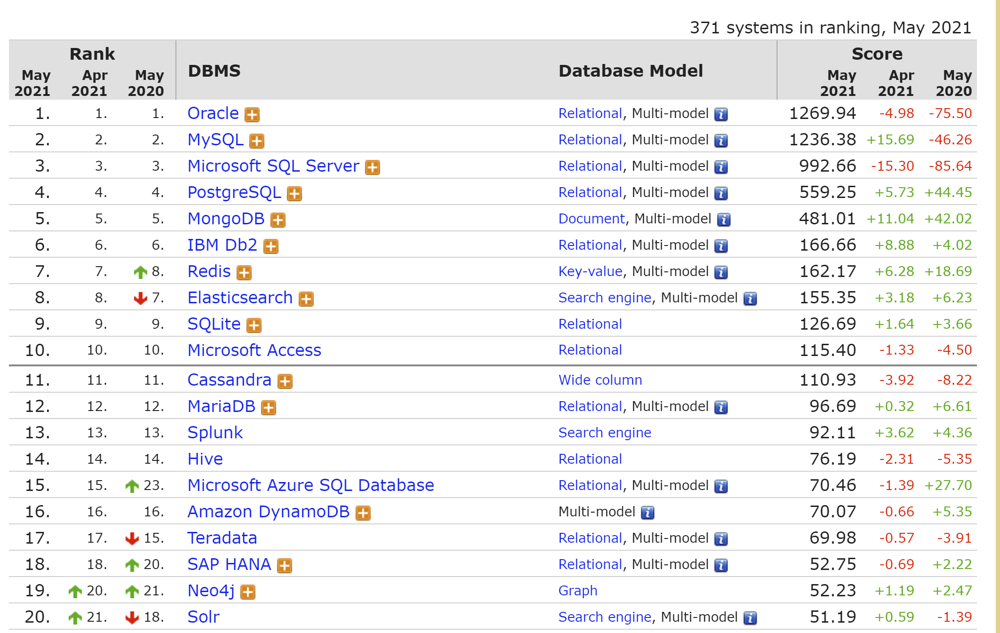 371 systems in ranking, May 2021
Rank Score
DBMS Database Model
May Apr May May Apr May
2021 2021 2020 2021 2021 2020
1. 1. 1. Oracle Relational, Multi-model 1269.94 -4.98 -75.50
2. 2. 2. MySQL Relational, Multi-model 1236.38 +15.69 -46.26
3. 3. 3. Microsoft SQL Server Relational, Multi-model 992.66 -15.30 -85.64
4. 4. 4. PostgreSQL Relational, Multi-model 559.25 +5.73 +44.45
5. 5. 5. MongoDB Document, Multi-model 481.01 +11.04 +42.02
6. 6. 6. IBM Db2 Relational, Multi-model 166.66 +8.88 +4.02
7. 7. 8. Redis Key-value, Multi-model 162.17 +6.28 +18.69
8. 8. 7. Elasticsearch Search engine, Multi-model 155.35 +3.18 +6.23
9. 9. 9. SQLite Relational 126.69 +1.64 +3.66
10. 10. 10. Microsoft Access Relational 115.40 -1.33 -4.50
11. 11. 11. Cassandra Wide column 110.93 -3.92 -8.22
12. 12. 12. MariaDB Relational, Multi-model 96.69 +0.32 +6.61
13. 13. 13. Splunk Search engine 92.11 +3.62 +4.36
14. 14. 14. Hive Relational 76.19 -2.31 -5.35
15. 15. 23. Microsoft Azure SQL Database Relational, Multi-model 70.46 -1.39 +27.70
16. 16. 16. Amazon DynamoDB Multi-model 70.07 -0.66 +5.35
17. 17. 15. Teradata Relational, Multi-model 69.98 -0.57 -3.91
18. 18. 20. SAP HANA Relational, Multi-model 52.75 -0.69 +2.22
19. 20. 21. Neo4j Graph 52.23 +1.19 +2.47
20. 21. 18. Solr Search engine, Multi-model 51.19 +0.59 -1.39